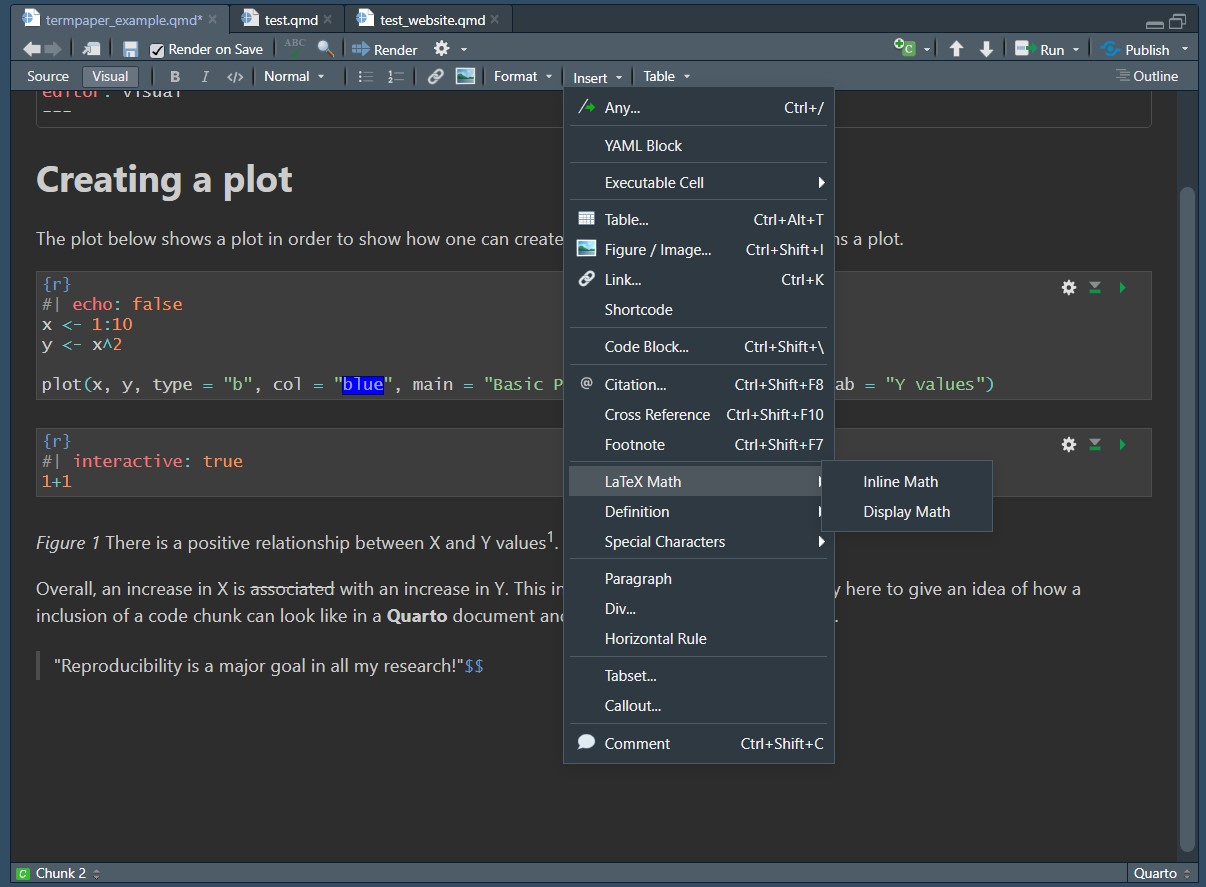 termpaper_example.qmd* × test.qmd × test_website.qmd ×
Render on Save ABC Render C Run Publish
Source Visual B I </> Normal Format Insert Table Outline
editor: visual
---
Creating a plot
The plot below shows a plot in order to show how one can create
s a plot.
{r}
#| echo: false
x <- 1:10
y <- x^2
plot(x, y, type = "b", col = "blue", main = "Basic P
ab = "Y values")
{r}
#| interactive: true
1+1
Figure 1 There is a positive relationship between X and Y values1.
Overall, an increase in X is associated with an increase in Y. This in
y here to give an idea of how a
inclusion of a code chunk can look like in a Quarto document and
.
"Reproducibility is a major goal in all my research!"$$
Any... Ctrl+/
YAML Block
Executable Cell
Table... Ctrl+Alt+T
Figure / Image... Ctrl+Shift+I
Link... Ctrl+K
Shortcode
Code Block... Ctrl+Shift+\
@ Citation... Ctrl+Shift+F8
Cross Reference Ctrl+Shift+F10
Footnote Ctrl+Shift+F7
LaTeX Math
Definition
Special Characters
Paragraph
Div...
Horizontal Rule
Tabset...
Callout...
Comment Ctrl+Shift+C
Inline Math
Display Math
C Chunk 2 Quarto